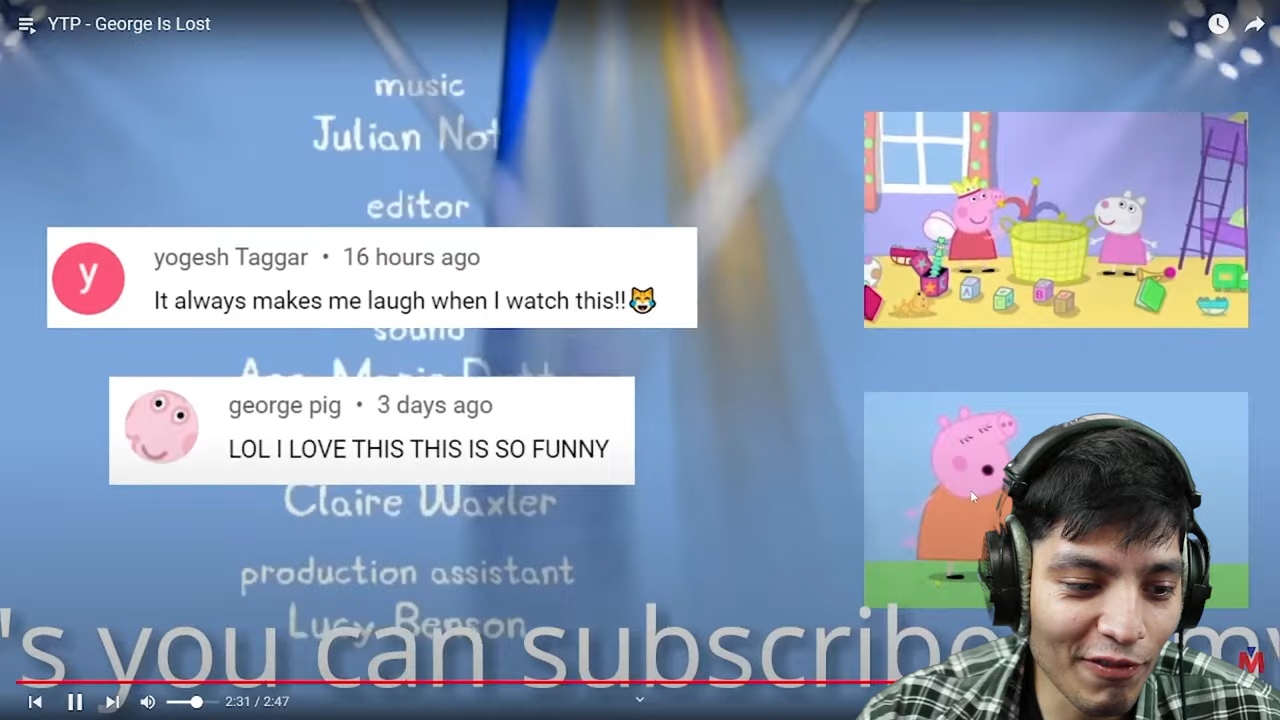 YTP - George Is Lost
music
Julian Not
editor
y
yogesh Taggar • 16 hours ago
It always makes me laugh when I watch this!!😹
sound
george pig • 3 days ago
LOL I LOVE THIS THIS IS SO FUNNY
Claire Waxler
production assistant
Lucy Benson
's you can subscribe my
2:31 / 2:47